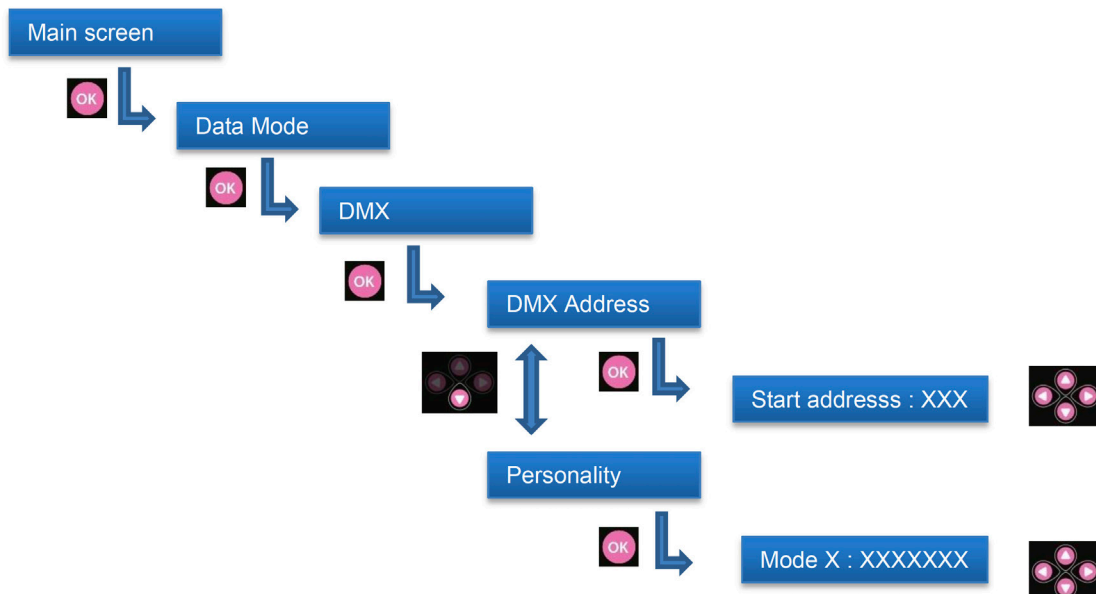 Main screen
OK
Data Mode
OK
DMX
OK
DMX Address
OK
Start addresss : XXX
Personality
OK
Mode X : XXXXXXX